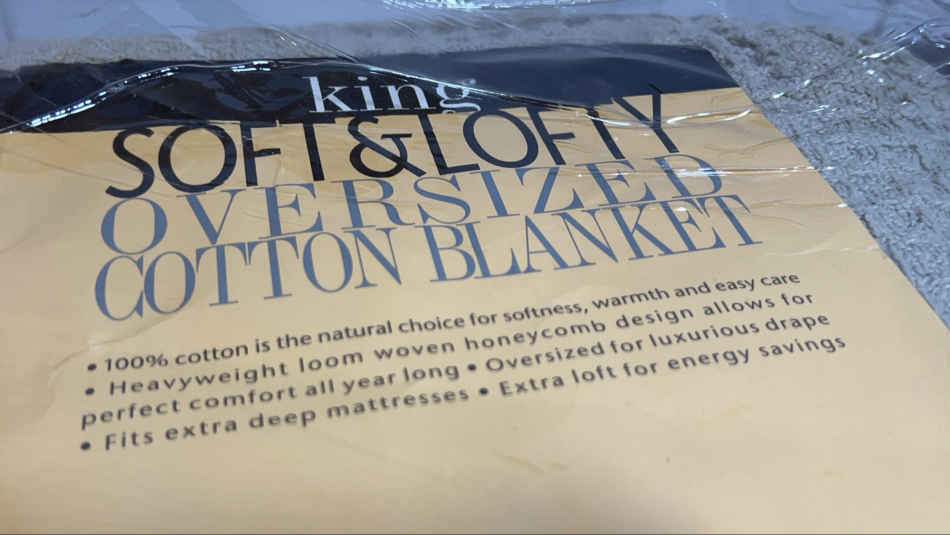 king
SOFT&LOFTY
OVERSIZED
COTTON BLANKET
• 100% cotton is the natural choice for softness, warmth and easy care
• Heavyweight loom woven honeycomb design allows for
perfect comfort all year long • Oversized for luxurious drape
• Fits extra deep mattresses • Extra loft for energy savings